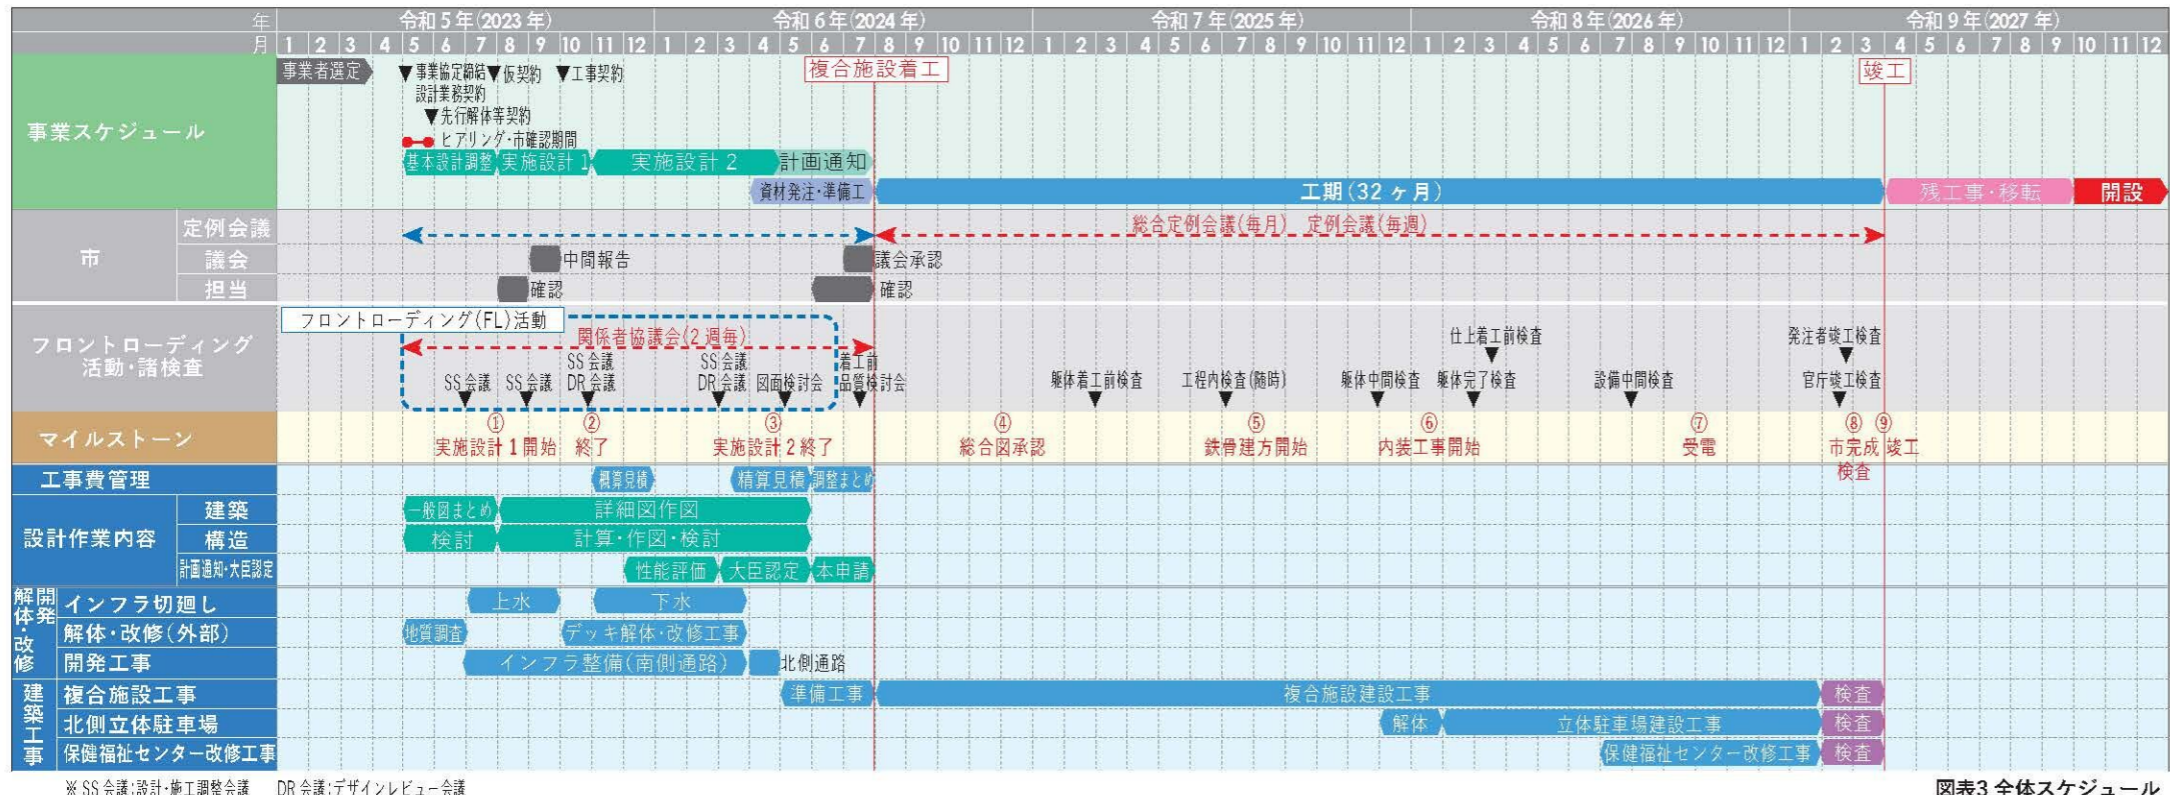 年 令和5年(2023年) 令和6年(2024年) 令和7年(2025年) 令和8年(2026年) 令和9年(2027年)
月 1 2 3 4 5 6 7 8 9 10 11 12 1 2 3 4 5 6 7 8 9 10 11 12 1 2 3 4 5 6 7 8 9 10 11 12 1 2 3 4 5 6 7 8 9 10 11 12 1 2 3 4 5 6 7 8 9 10 11 12
事業スケジュール
事業者選定 ▼事業協定締結 ▼仮契約 ▼工事契約 複合施設着工 竣工
設計業務契約
▼先行解体等契約
ヒアリング・市確認期間
基本設計調整 実施設計1 実施設計2 計画通知
資材発注・準備工 工期(32ヶ月) 残工事・移転 開設
市
定例会議 総合定例会議(毎月) 定例会議(毎週)
議会 中間報告 議会承認
担当 確認 確認
フロントローディング活動・諸検査
フロントローディング(FL)活動
関係者協議会(2週毎)
SS会議 SS会議 SS会議 DR会議 SS会議 DR会議 図面検討会 着工前品質検討会
仕上着工前検査 発注者竣工検査
躯体着工前検査 工程内検査(随時) 躯体中間検査 躯体完了検査 設備中間検査 官庁竣工検査
マイルストーン
① ② ③ ④ ⑤ ⑥ ⑦ ⑧ ⑨
実施設計1開始 終了 実施設計2終了 総合図承認 鉄骨建方開始 内装工事開始 受電 市完成検査 竣工
工事費管理 概算見積 精算見積 調整まとめ
設計作業内容
建築 一般図まとめ 詳細図作図
構造 検討 計算・作図・検討
計画通知・大臣認定 性能評価 大臣認定 本申請
開発
解体・改修
インフラ切廻し 上水 下水
解体・改修(外部) 地質調査 デッキ解体・改修工事
開発工事 インフラ整備(南側通路) 北側通路
建築工事
複合施設工事 準備工事 複合施設建設工事 検査
北側立体駐車場 解体 立体駐車場建設工事 検査
保健福祉センター改修工事 保健福祉センター改修工事 検査
※SS会議:設計・施工調整会議 DR会議:デザインレビュー会議
図表3 全体スケジュール